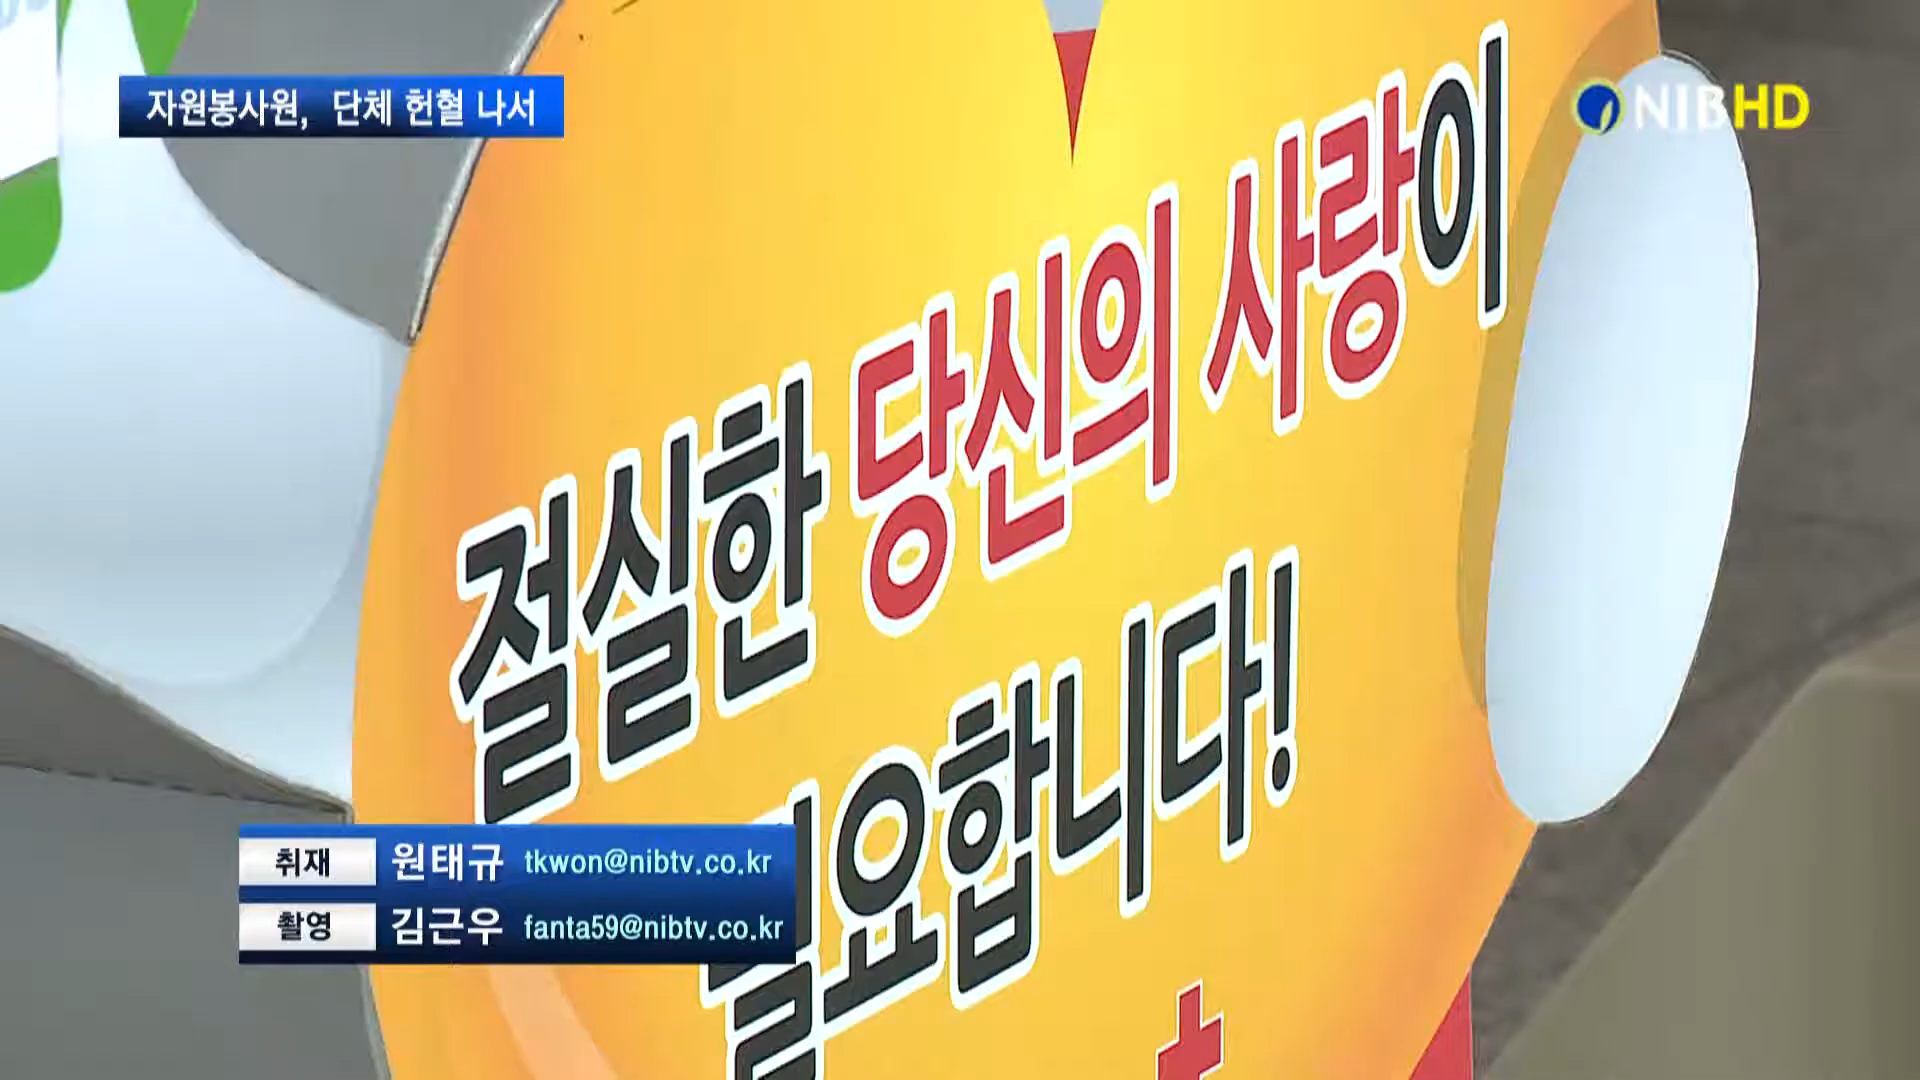 자원봉사원, 단체 헌혈 나서
NIBHD
절실한 당신의 사랑이
필요합니다!
취재 원태규 tkwon@nibtv.co.kr
촬영 김근우 fanta59@nibtv.co.kr